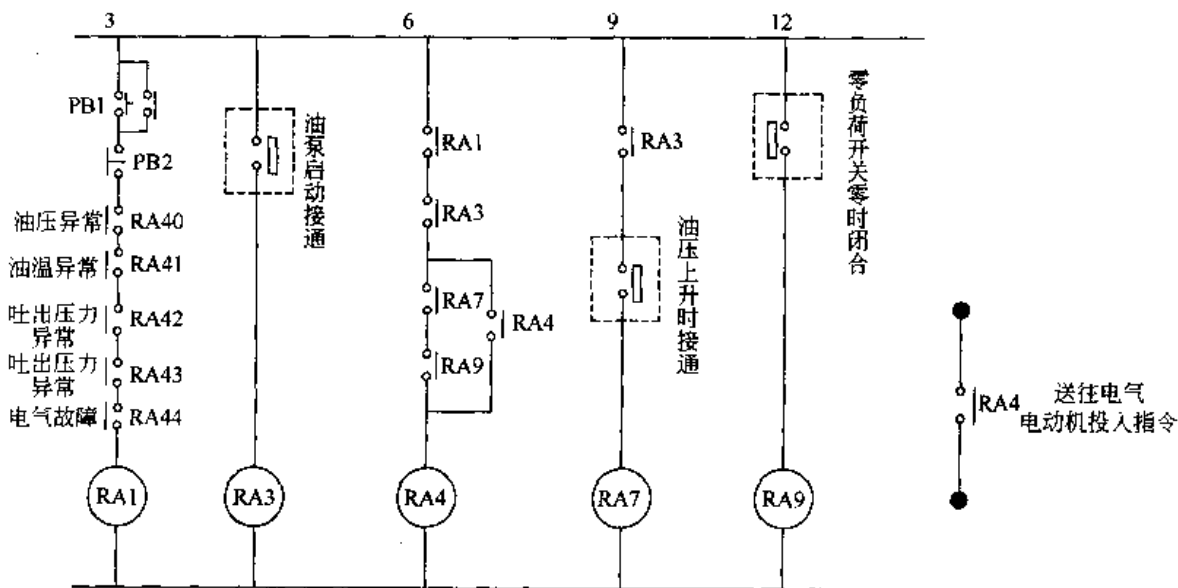 3
6
9
12
PB1
PB2
油压异常
RA40
油温异常
RA41
吐出压力
异常
RA42
吐出压力
异常
RA43
电气故障
RA44
RA1
油泵启动接通
RA3
RA1
RA3
RA7
RA4
RA9
RA4
RA3
油压上升时接通
RA7
零负荷开关零时闭合
RA9
RA4
送往电气
电动机投入指令